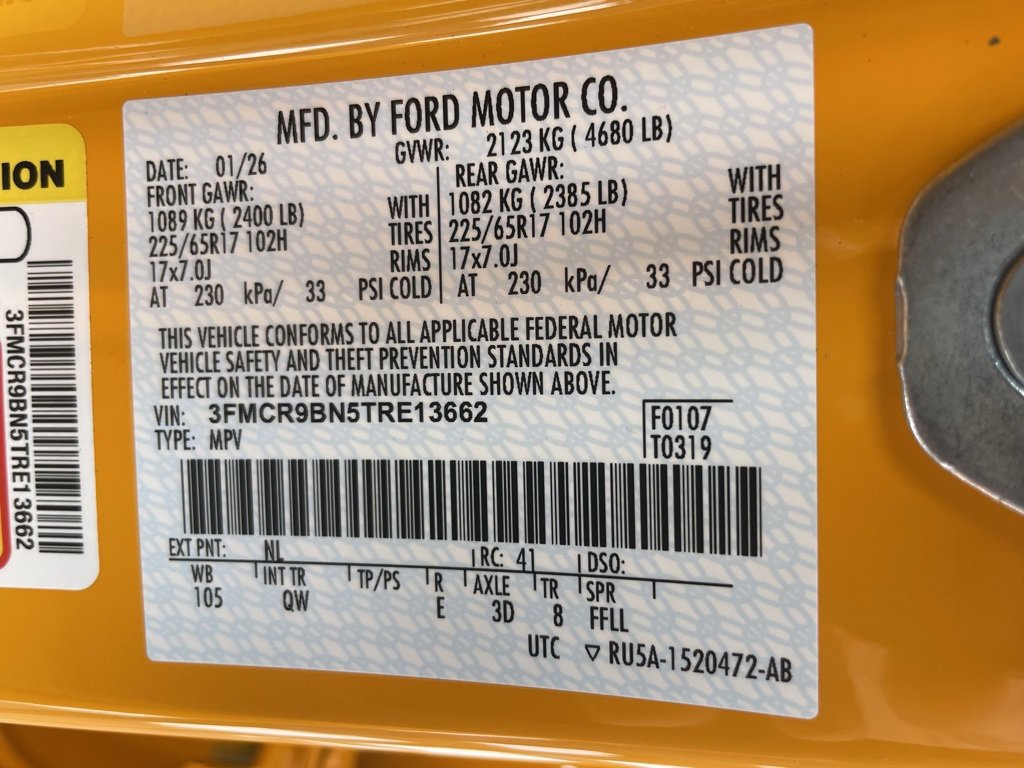 ION
3FMCR9BN5TRE13662
MFD. BY FORD MOTOR CO.
DATE: 01/26 GVWR: 2123 KG ( 4680 LB)
FRONT GAWR:
1089 KG ( 2400 LB) WITH
225/65R17 102H TIRES
17x7.0J RIMS
AT 230 kPa/ 33 PSI COLD
REAR GAWR: WITH
1082 KG ( 2385 LB) TIRES
225/65R17 102H RIMS
17x7.0J
AT 230 kPa/ 33 PSI COLD
THIS VEHICLE CONFORMS TO ALL APPLICABLE FEDERAL MOTOR
VEHICLE SAFETY AND THEFT PREVENTION STANDARDS IN
EFFECT ON THE DATE OF MANUFACTURE SHOWN ABOVE.
VIN: 3FMCR9BN5TRE13662
TYPE: MPV
F0107
T0319
EXT PNT: NL RC: 41 DSO:
WB INT TR TP/PS R AXLE TR SPR
105 QW E 3D 8 FFLL
UTC ▽ RU5A-1520472-AB